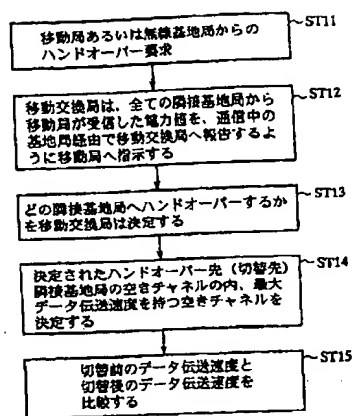 ST11
移動局あるいは無線基地局からの
ハンドオーバー要求
ST12
移動交換局は、全ての隣接基地局から
移動局が受信した電力値を、通信中の
基地局経由で移動交換局へ報告するよ
うに移動局へ指示する
ST13
どの隣接基地局へハンドオーバーするか
を移動交換局は決定する
ST14
決定されたハンドオーバー先（切替先）
隣接基地局の空きチャネルの内、最大
データ伝送速度を持つ空きチャネルを
決定する
ST15
切替前のデータ伝送速度と
切替後のデータ伝送速度を
比較する